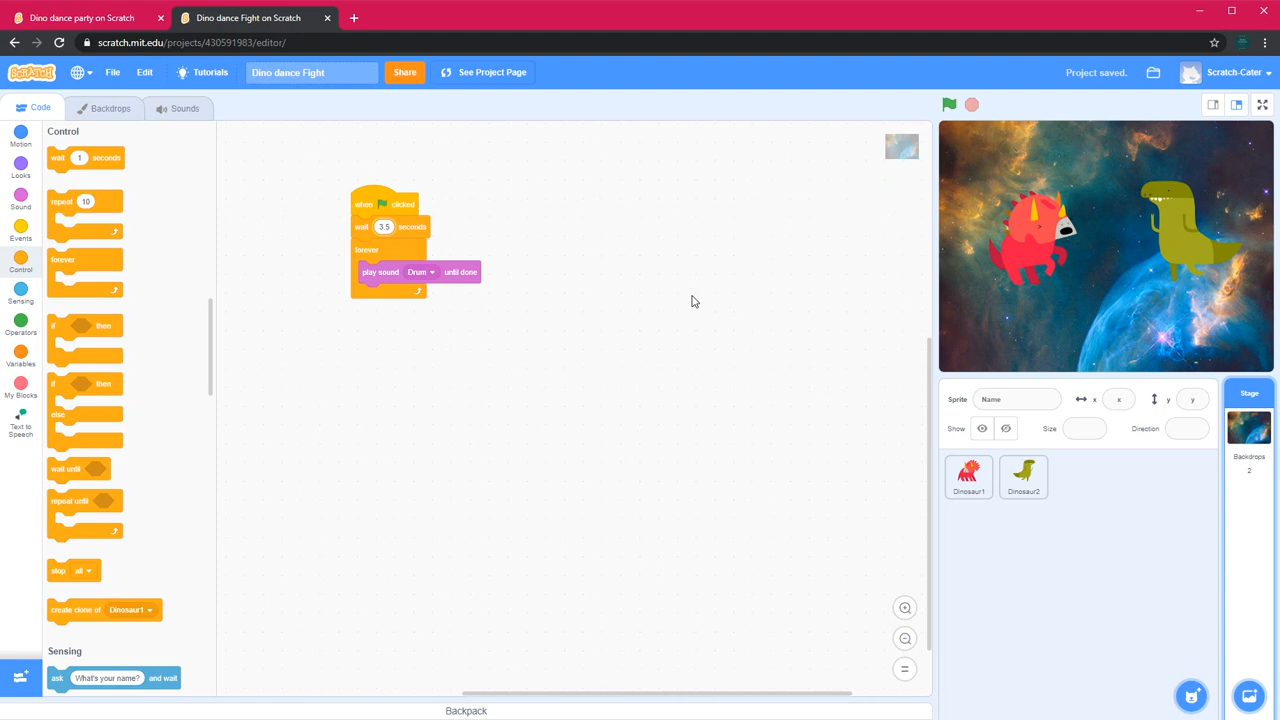 Dino dance party on Scratch
Dino dance Fight on Scratch
scratch.mit.edu/projects/430591983/editor/
SCRATCH
File
Edit
Tutorials
Dino dance Fight
Share
See Project Page
Project saved.
Scratch-Cater
Code
Backdrops
Sounds
Motion
Looks
Sound
Events
Control
Sensing
Operators
Variables
My Blocks
Text to
Speech
Control
wait 1 seconds
repeat 10
forever
if then
if then
else
wait until
repeat until
stop all
create clone of Dinosaur1
Sensing
ask What's your name? and wait
when clicked
wait 3.5 seconds
forever
play sound Drum until done
Backpack
Sprite Name x x y y
Show Size Direction
Dinosaur1
Dinosaur2
Stage
Backdrops
2